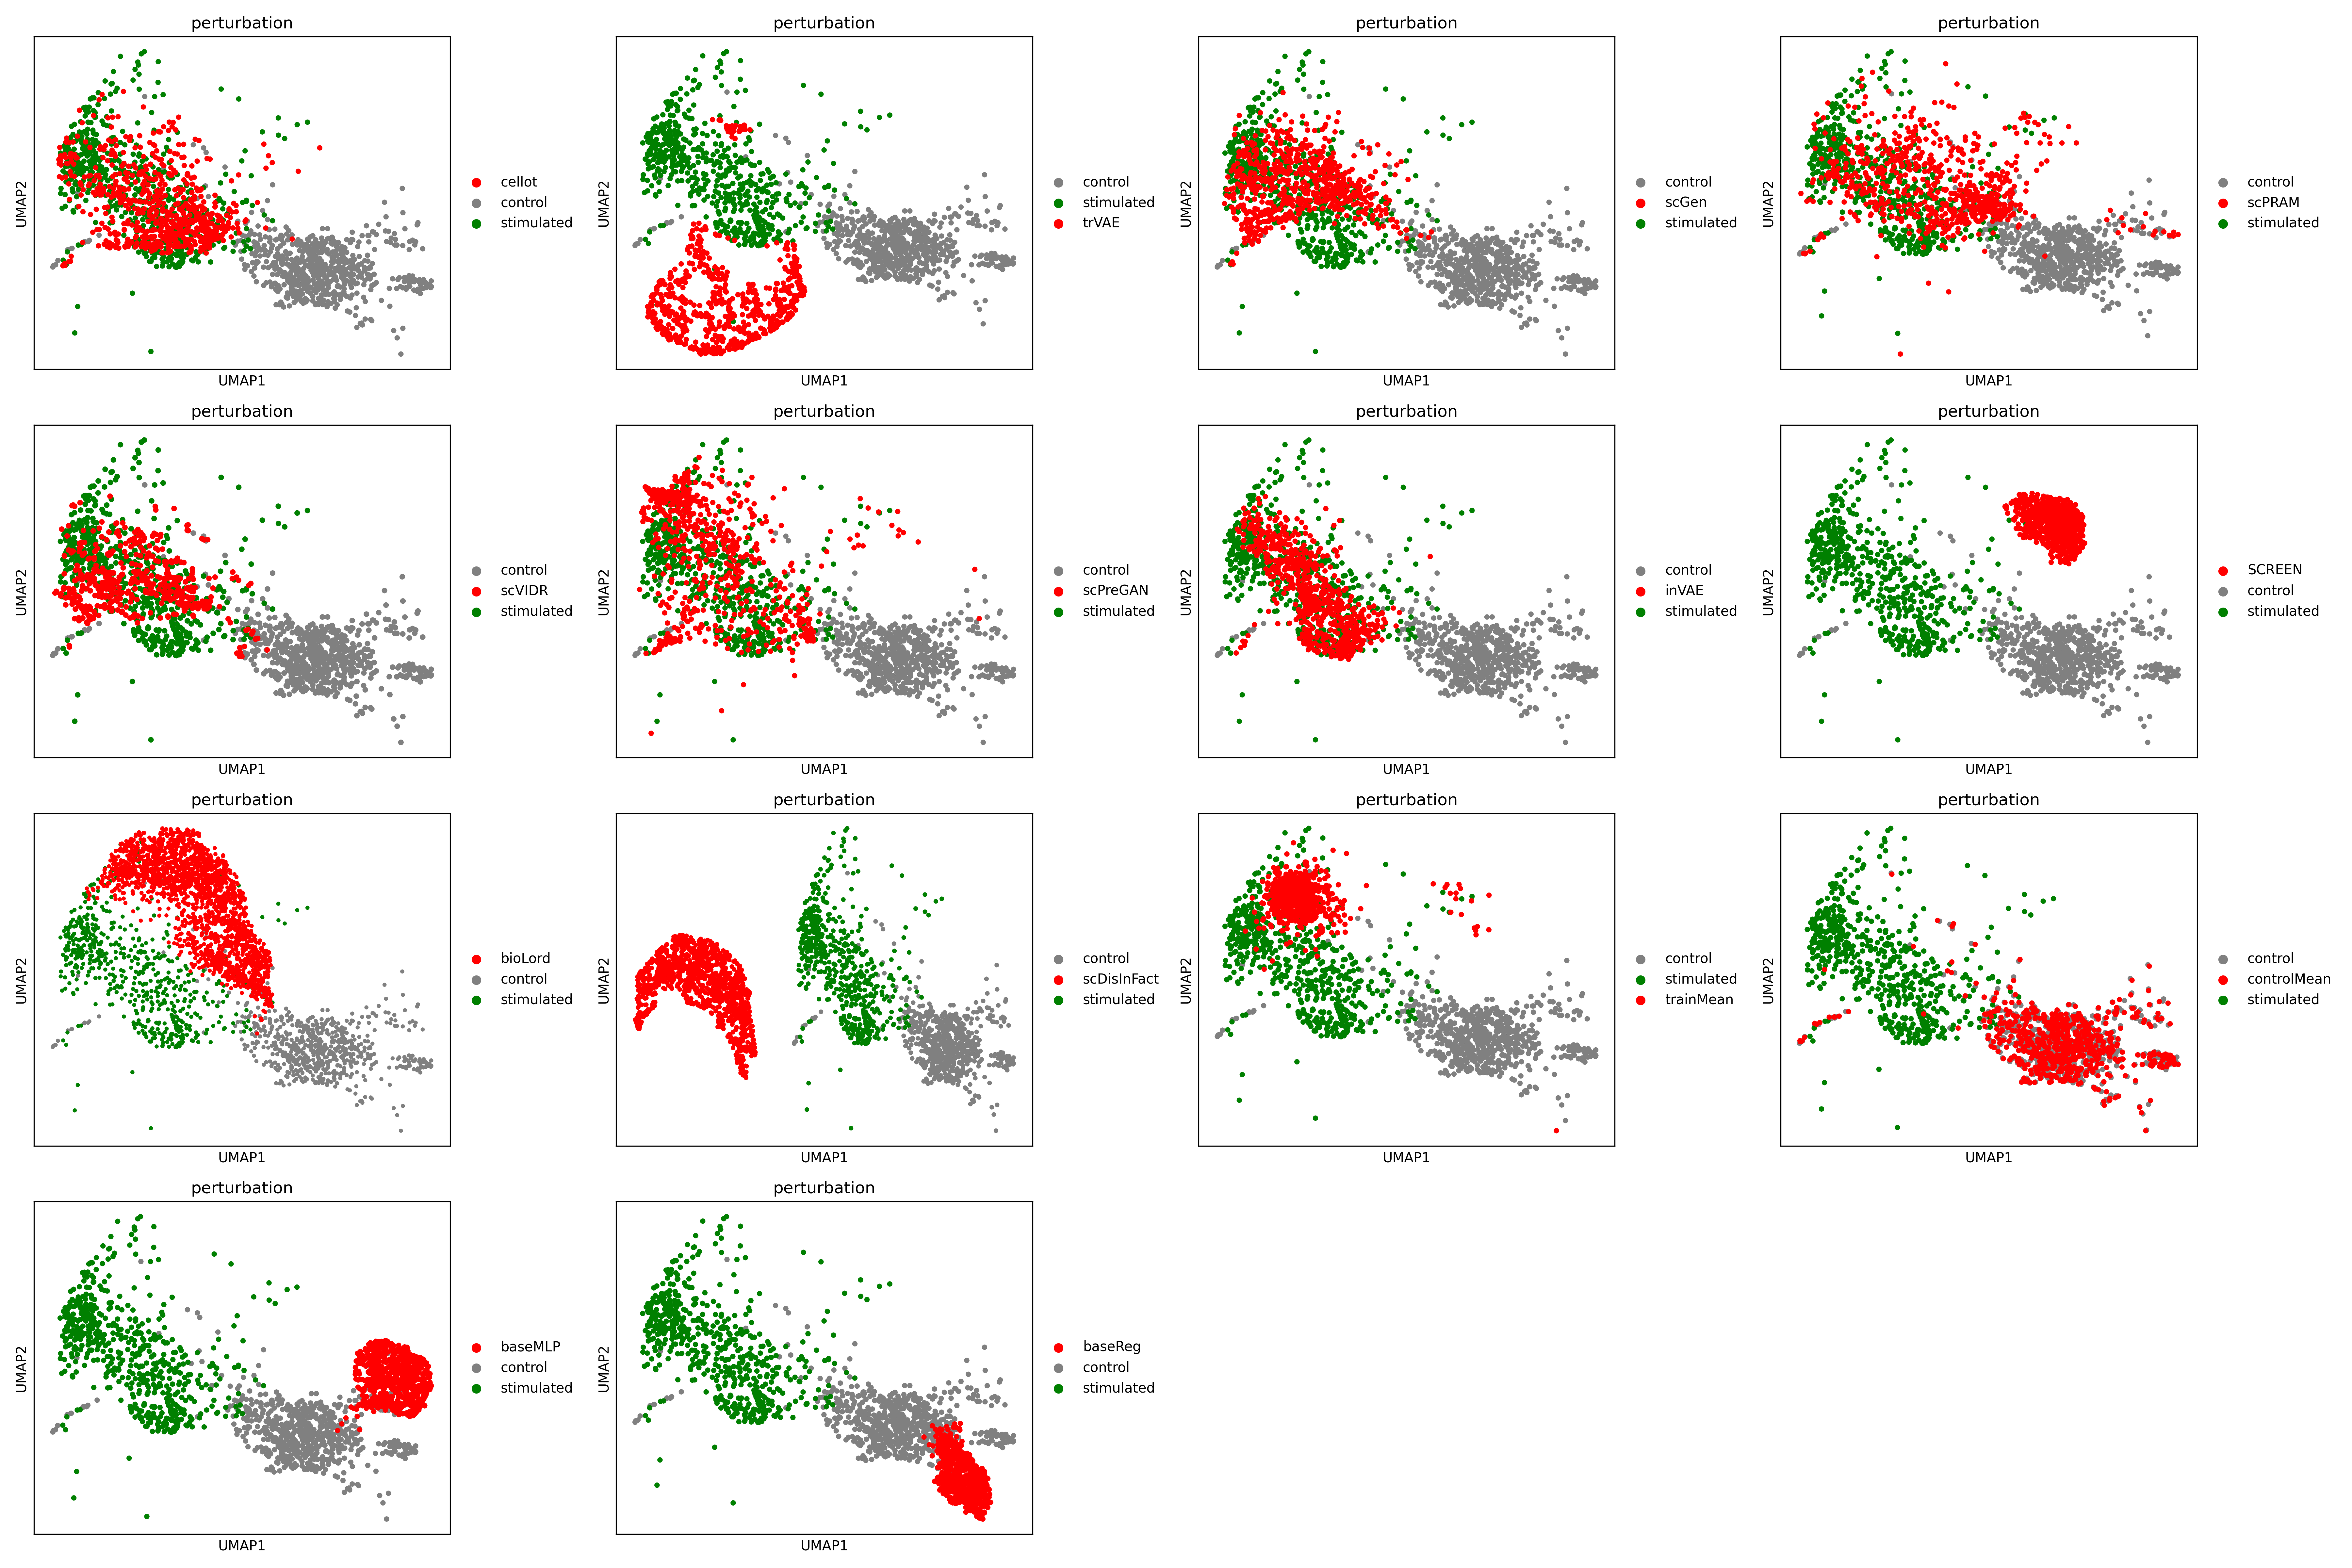 perturbation
UMAP2
UMAP1
cellot
control
stimulated
perturbation
UMAP2
UMAP1
control
stimulated
trVAE
perturbation
UMAP2
UMAP1
control
scGen
stimulated
perturbation
UMAP2
UMAP1
control
scPRAM
stimulated
perturbation
UMAP2
UMAP1
control
scVIDR
stimulated
perturbation
UMAP2
UMAP1
control
scPreGAN
stimulated
perturbation
UMAP2
UMAP1
control
inVAE
stimulated
perturbation
UMAP2
UMAP1
SCREEN
control
stimulated
perturbation
UMAP2
UMAP1
bioLord
control
stimulated
perturbation
UMAP2
UMAP1
control
scDisInFact
stimulated
perturbation
UMAP2
UMAP1
control
stimulated
trainMean
perturbation
UMAP2
UMAP1
control
controlMean
stimulated
perturbation
UMAP2
UMAP1
baseMLP
control
stimulated
perturbation
UMAP2
UMAP1
baseReg
control
stimulated